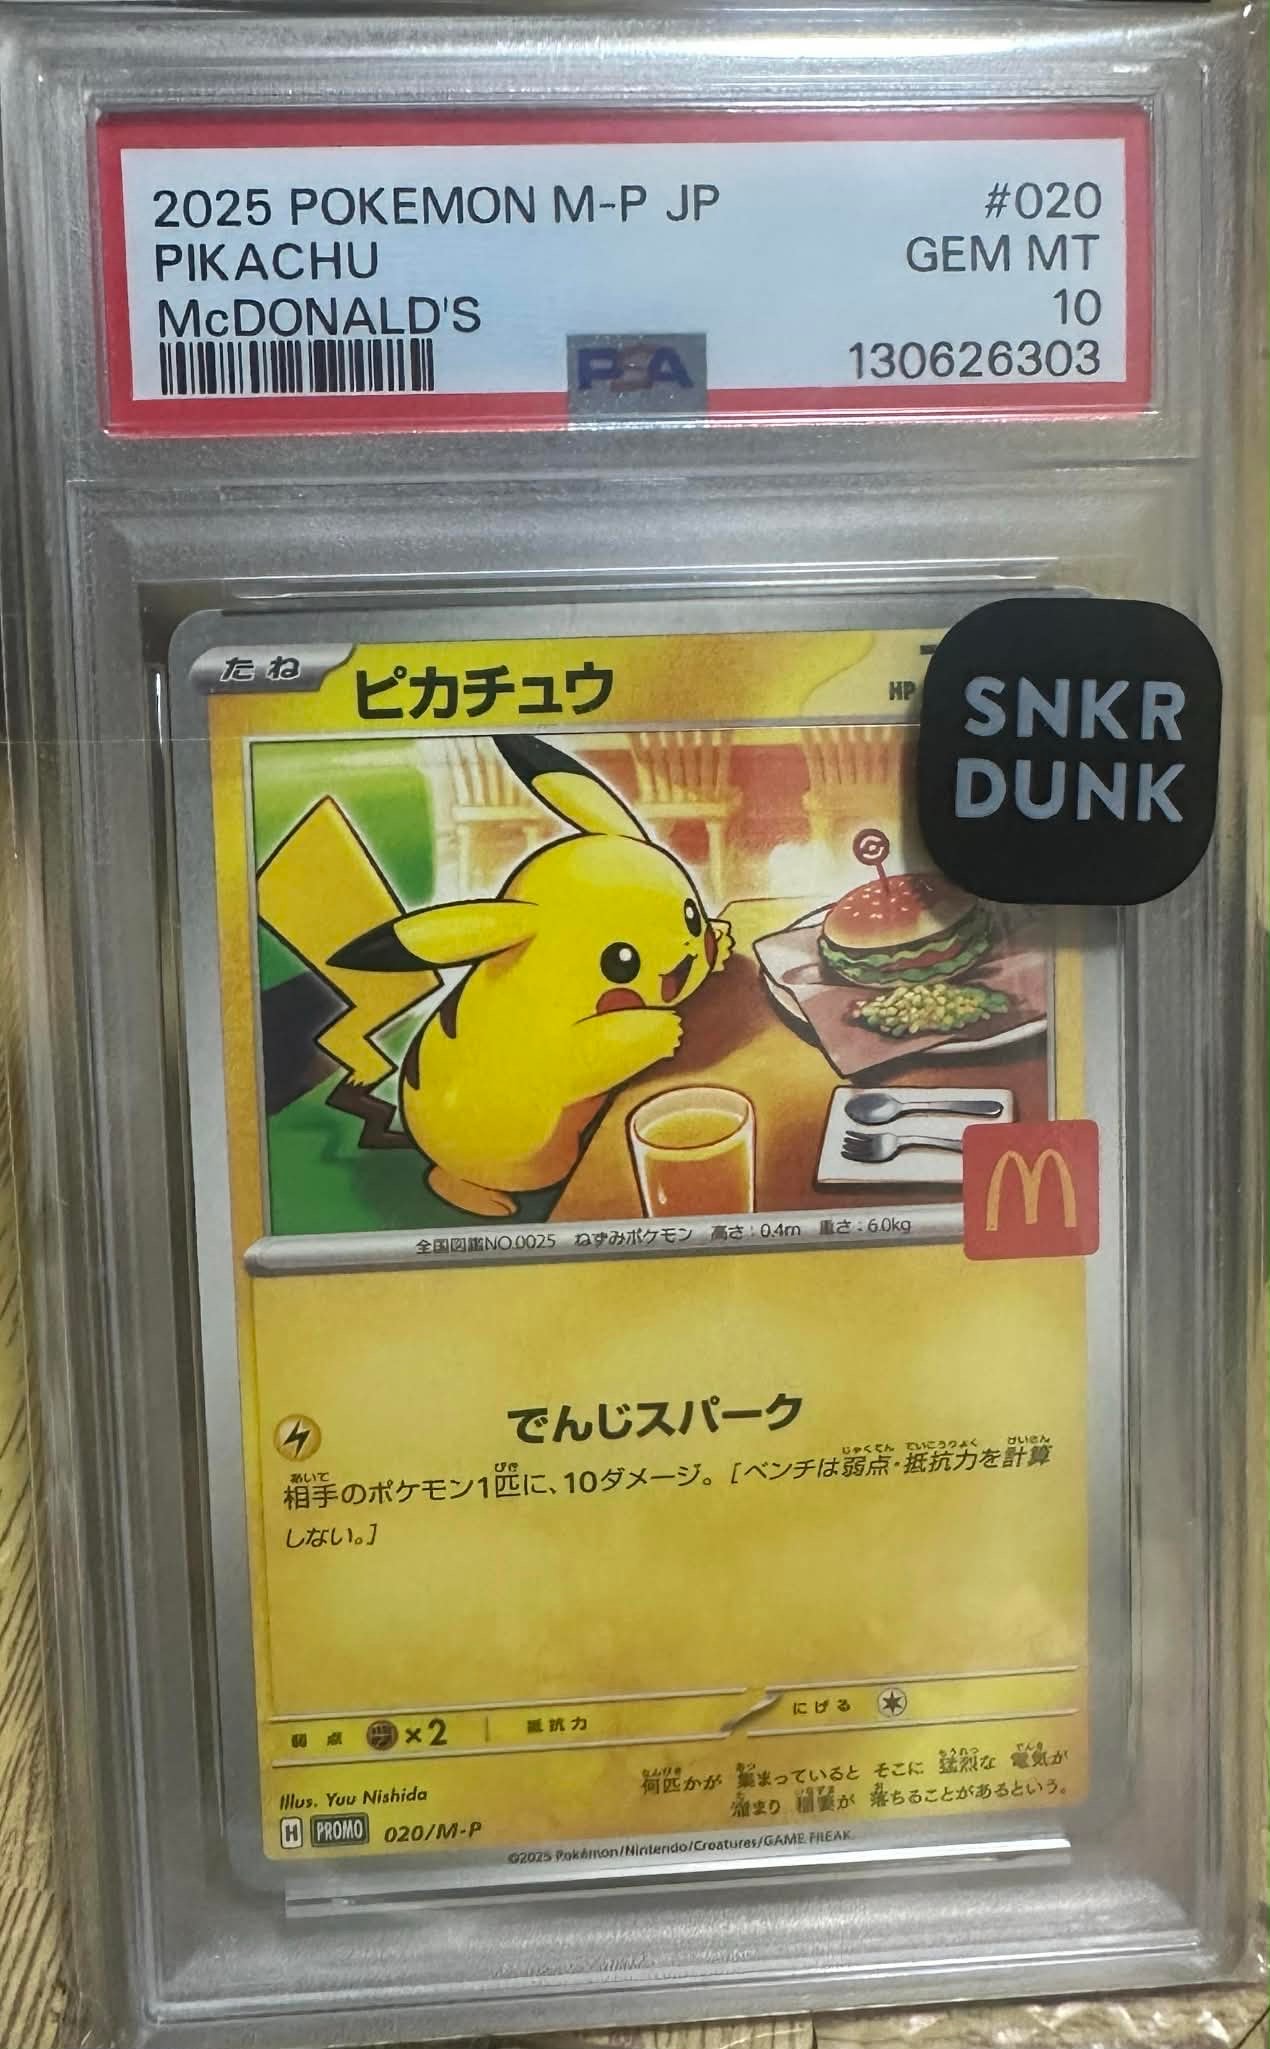 2025 POKEMON M-P JP
#020
PIKACHU
GEM MT
McDONALD'S
10
PSA
130626303
たね
ピカチュウ
HP
SNKR
DUNK
全国図鑑NO.0025 ねずみポケモン 高さ:0.4m 重さ:6.0kg
M
でんじスパーク
相手のポケモン1匹に、10ダメージ。[ベンチは弱点・抵抗力を計算
しない。]
弱点 ×2 抵抗力 にげる
何匹かが 集まっていると そこに 猛烈な 電気が
溜まり 稲妻が 落ちることがあるという。
Illus. Yuu Nishida
H PROMO 020/M-P
©2025 Pokémon/Nintendo/Creatures/GAME FREAK.